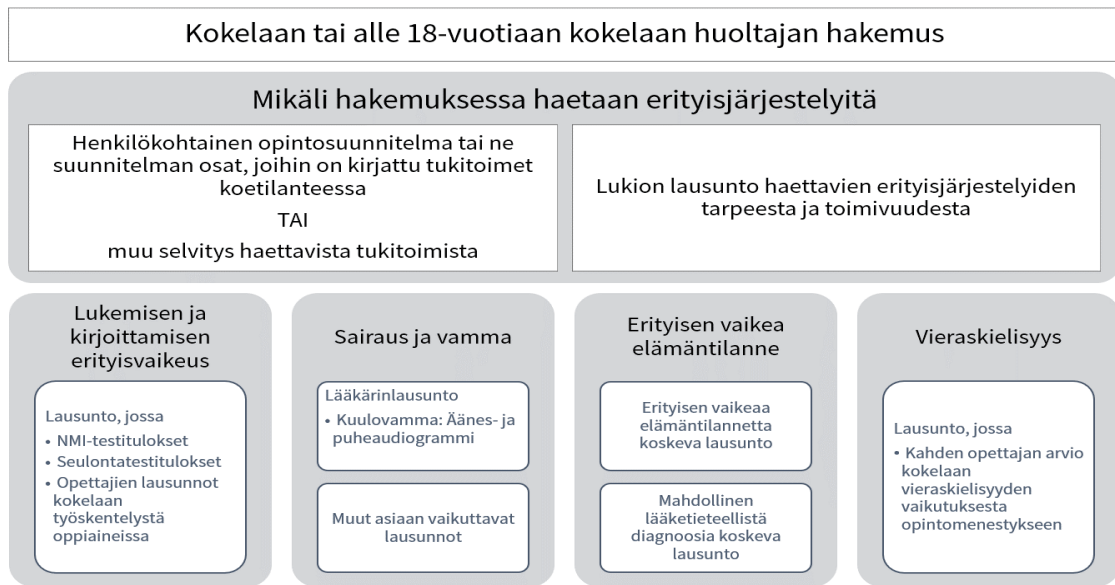 Kokelaan tai alle 18-vuotiaan kokelaan huoltajan hakemus
Mikäli hakemuksessa haetaan erityisjärjestelyitä
Henkilökohtainen opintosuunnitelma tai ne
suunnitelman osat, joihin on kirjattu tukitoimet
koetilanteessa
TAI
muu selvitys haettavista tukitoimista
Lukion lausunto haettavien erityisjärjestelyiden
tarpeesta ja toimivuudesta
Lukemisen ja
kirjoittamisen
erityisvaikeus
Lausunto, jossa
• NMI-testitulokset
• Seulontatestitulokset
• Opettajien lausunnot
kokelaan
työskentelystä
oppiaineissa
Sairaus ja vamma
Lääkärinlausunto
• Kuulovamma: Äänes- ja
puheaudiogrammi
Muut asiaan vaikuttavat
lausunnot
Erityisen vaikea
elämäntilanne
Erityisen vaikeaa
elämäntilannetta
koskeva lausunto
Mahdollinen
lääketieteellistä
diagnoosia koskeva
lausunto
Vieraskielisyys
Lausunto, jossa
• Kahden opettajan arvio
kokelaan
vieraskielisyyden
vaikutuksesta
opintomenestykseen